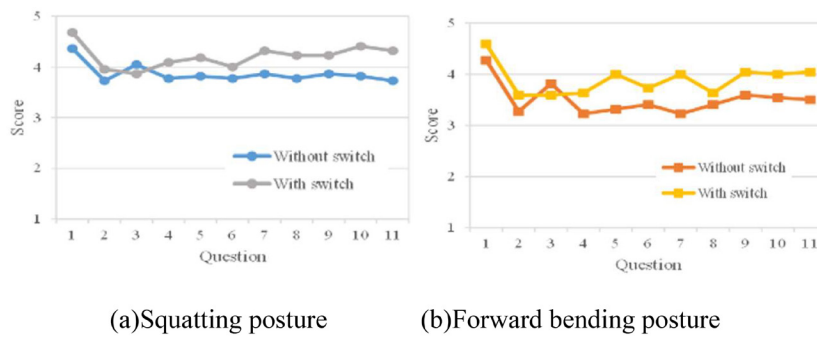 5
4
3
2
1
Score
Without switch
With switch
1 2 3 4 5 6 7 8 9 10 11
Question
(a)Squatting posture
5
4
3
2
1
Score
Without switch
With switch
1 2 3 4 5 6 7 8 9 10 11
Question
(b)Forward bending posture